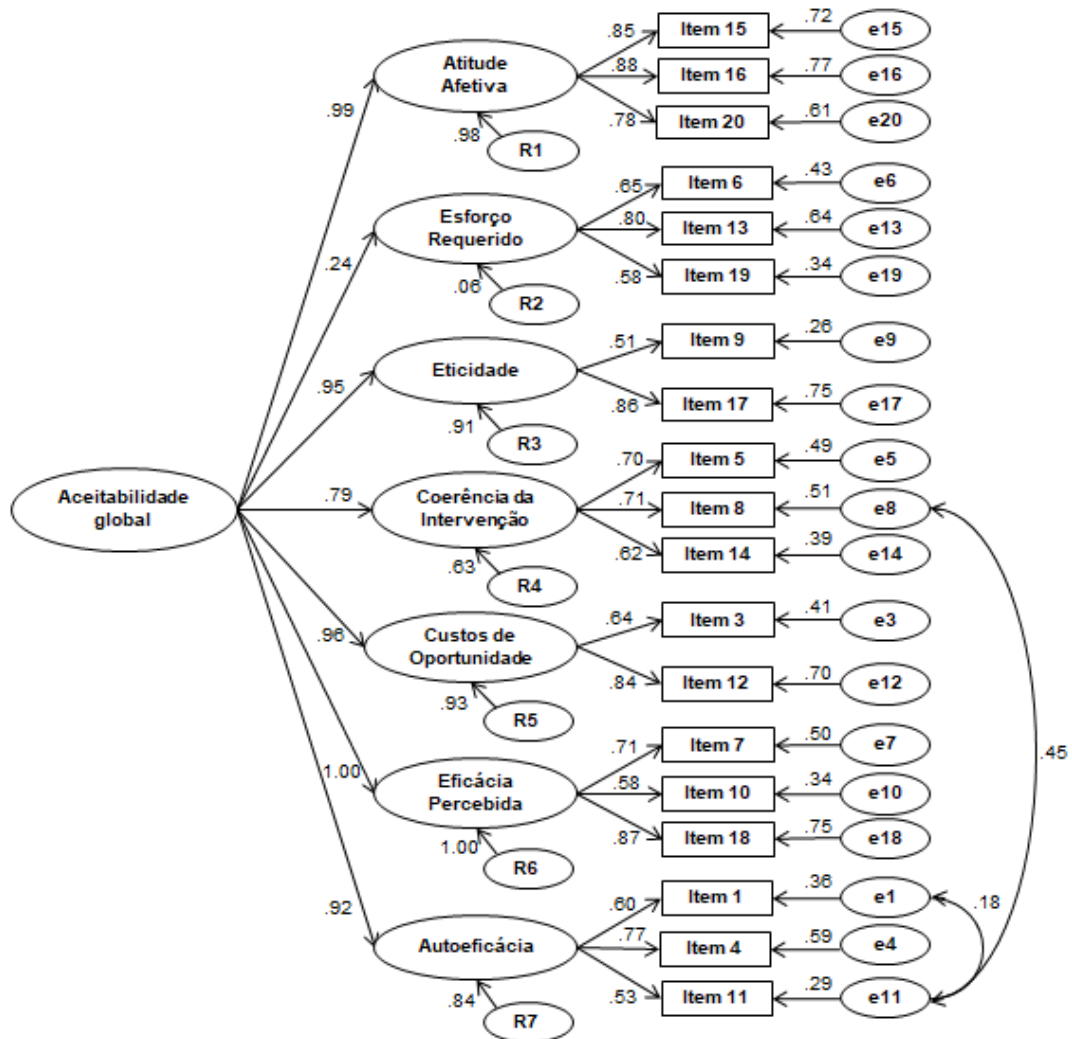 .85
Item 15
.72
e15
Atitude
Afetiva
.88
Item 16
.77
e16
.78
Item 20
.61
e20
.99
.98
R1
.65
Item 6
.43
e6
Esforço
Requerido
.80
Item 13
.64
e13
.58
Item 19
.34
e19
.24
.06
R2
.51
Item 9
.26
e9
Eticidade
.86
Item 17
.75
e17
.95
.91
R3
.70
Item 5
.49
e5
Aceitabilidade
global
.79
Coerência da
Intervenção
.71
Item 8
.51
e8
.62
Item 14
.39
e14
.63
R4
.64
Item 3
.41
e3
.96
Custos de
Oportunidade
.84
Item 12
.70
e12
.93
R5
.71
Item 7
.50
e7
.45
1.00
Eficácia
Percebida
.58
Item 10
.34
e10
.87
Item 18
.75
e18
1.00
R6
.60
Item 1
.36
e1
.18
.92
Autoeficácia
.77
Item 4
.59
e4
.53
Item 11
.29
e11
.84
R7